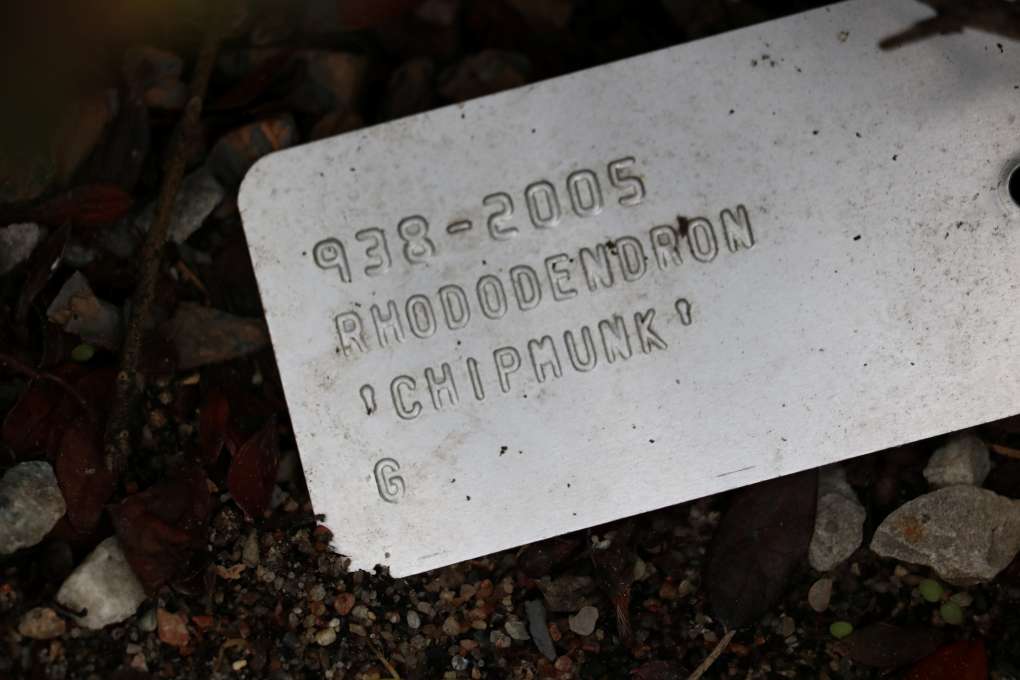 938-2005
RHODODENDRON
'CHIPMUNK'
G